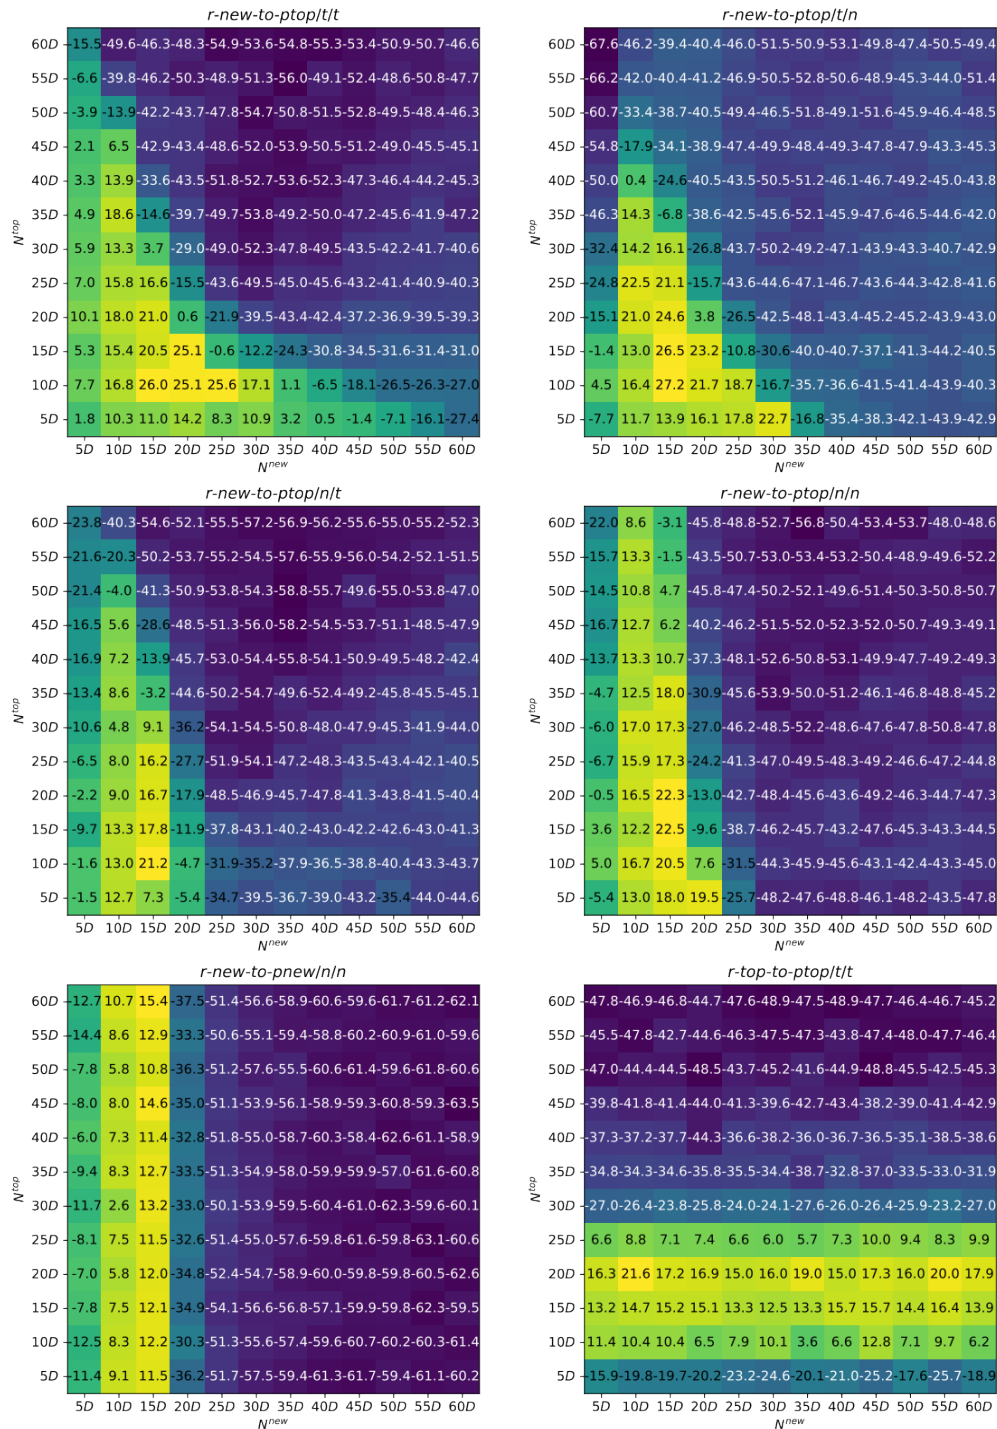 r-new-to-ptop/t/t
60D -15.5 -49.6 -46.3 -48.3 -54.9 -53.6 -54.8 -55.3 -53.4 -50.9 -50.7 -46.6
55D -6.6 -39.8 -46.2 -50.3 -48.9 -51.3 -56.0 -49.1 -52.4 -48.6 -50.8 -47.7
50D -3.9 -13.9 -42.2 -43.7 -47.8 -54.7 -50.8 -51.5 -52.8 -49.5 -48.4 -46.3
45D 2.1 6.5 -42.9 -43.4 -48.6 -52.0 -53.9 -50.5 -51.2 -49.0 -45.5 -45.1
40D 3.3 13.9 -33.6 -43.5 -51.8 -52.7 -53.6 -52.3 -47.3 -46.4 -44.2 -45.3
35D 4.9 18.6 -14.6 -39.7 -49.7 -53.8 -49.2 -50.0 -47.2 -45.6 -41.9 -47.2
30D 5.9 13.3 3.7 -29.0 -49.0 -52.3 -47.8 -49.5 -43.5 -42.2 -41.7 -40.6
25D 7.0 15.8 16.6 -15.5 -43.6 -49.5 -45.0 -46.0 -43.2 -41.4 -40.9 -40.3
20D 10.1 18.0 21.0 0.6 -21.9 -39.5 -43.4 -42.4 -37.2 -36.9 -39.5 -39.3
15D 5.3 15.4 20.5 25.1 -0.6 -12.2 -24.3 -30.8 -34.5 -31.6 -31.4 -31.0
10D 7.7 16.8 26.0 25.1 25.6 17.1 1.1 -6.5 -18.1 -26.5 -26.3 -27.0
5D 1.8 10.3 11.0 14.2 8.3 10.9 3.2 0.5 -1.4 -7.1 -16.1 -27.4
5D 10D 15D 20D 25D 30D 35D 40D 45D 50D 55D 60D
N^new
N^top
r-new-to-ptop/t/n
-67.6 -46.2 -39.4 -40.4 -46.0 -51.5 -50.9 -53.1 -49.8 -47.4 -50.5 -49.4
-66.2 -42.0 -40.4 -41.2 -46.9 -50.5 -52.8 -50.6 -48.9 -45.3 -44.0 -51.4
-60.7 -33.4 -38.7 -40.5 -49.4 -46.5 -51.8 -49.1 -51.6 -45.9 -46.4 -48.5
-54.8 -17.9 -34.1 -38.9 -47.4 -49.9 -48.4 -49.3 -47.8 -47.9 -43.3 -45.3
-50.0 0.4 -24.6 -40.5 -43.5 -50.5 -51.2 -46.1 -46.7 -49.2 -45.0 -43.8
-46.3 14.3 -6.8 -38.6 -42.5 -45.6 -52.1 -45.9 -47.6 -46.5 -44.6 -42.0
-32.4 14.2 16.1 -26.8 -43.7 -50.2 -49.2 -47.1 -43.9 -43.3 -40.7 -42.9
-24.8 22.5 21.1 -15.7 -43.6 -44.6 -47.1 -46.7 -43.6 -44.3 -42.8 -41.6
-15.1 21.0 24.6 3.8 -26.5 -42.5 -48.1 -43.4 -45.2 -45.2 -43.9 -43.0
-1.4 13.0 26.5 23.2 -10.8 -30.6 -40.0 -40.7 -37.1 -41.3 -44.2 -40.5
4.5 16.4 27.2 21.7 18.7 -16.7 -35.7 -36.6 -41.5 -41.4 -43.9 -40.3
-7.7 11.7 13.9 16.1 17.8 22.7 -16.8 -35.4 -38.3 -42.1 -43.9 -42.9
5D 10D 15D 20D 25D 30D 35D 40D 45D 50D 55D 60D
N^new
N^top
r-new-to-ptop/n/t
60D -23.8 -40.3 -54.6 -52.1 -55.5 -57.2 -56.9 -56.2 -55.6 -55.0 -55.2 -52.3
55D -21.6 -20.3 -50.2 -53.7 -55.2 -54.5 -57.6 -55.9 -56.0 -54.2 -52.1 -51.5
50D -21.4 -4.0 -41.3 -50.9 -53.8 -54.3 -58.8 -55.7 -49.6 -55.0 -53.8 -47.0
45D -16.5 5.6 -28.6 -48.5 -51.3 -56.0 -58.2 -54.5 -53.7 -51.1 -48.5 -47.9
40D -16.9 7.2 -13.9 -45.7 -53.0 -54.4 -55.8 -54.1 -50.9 -49.5 -48.2 -42.4
35D -13.4 8.6 -3.2 -44.6 -50.2 -54.7 -49.6 -52.4 -49.2 -45.8 -45.5 -45.1
30D -10.6 4.8 9.1 -36.2 -54.1 -54.5 -50.8 -48.0 -47.9 -45.3 -41.9 -44.0
25D -6.5 8.0 16.2 -27.7 -51.9 -54.1 -47.2 -48.3 -43.5 -43.4 -42.1 -40.5
20D -2.2 9.0 16.7 -17.9 -48.5 -46.9 -45.7 -47.8 -41.3 -43.8 -41.5 -40.4
15D -9.7 13.3 17.8 -11.9 -37.8 -43.1 -40.2 -43.0 -42.2 -42.6 -43.0 -41.3
10D -1.6 13.0 21.2 -4.7 -31.9 -35.2 -37.9 -36.5 -38.8 -40.4 -43.3 -43.7
5D -1.5 12.7 7.3 -5.4 -34.7 -39.5 -36.7 -39.0 -43.2 -35.4 -44.0 -44.6
5D 10D 15D 20D 25D 30D 35D 40D 45D 50D 55D 60D
N^new
N^top
r-new-to-ptop/n/n
-22.0 8.6 -3.1 -45.8 -48.8 -52.7 -56.8 -50.4 -53.4 -53.7 -48.0 -48.6
-15.7 13.3 -1.5 -43.5 -50.7 -53.0 -53.4 -53.2 -50.4 -48.9 -49.6 -52.2
-14.5 10.8 4.7 -45.8 -47.4 -50.2 -52.1 -49.6 -51.4 -50.3 -50.8 -50.7
-16.7 12.7 6.2 -40.2 -46.2 -51.5 -52.0 -52.3 -52.0 -50.7 -49.3 -49.1
-13.7 13.3 10.7 -37.3 -48.1 -52.6 -50.8 -53.1 -49.9 -47.7 -49.2 -49.3
-4.7 12.5 18.0 -30.9 -45.6 -53.9 -50.0 -51.2 -46.1 -46.8 -48.8 -45.2
-6.0 17.0 17.3 -27.0 -46.2 -48.5 -52.2 -48.6 -47.6 -47.8 -50.8 -47.8
-6.7 15.9 17.3 -24.2 -41.3 -47.0 -49.5 -48.3 -49.2 -46.6 -47.2 -44.8
-0.5 16.5 22.3 -13.0 -42.7 -48.4 -45.6 -43.6 -49.2 -46.3 -44.7 -47.3
3.6 12.2 22.5 -9.6 -38.7 -46.2 -45.7 -43.2 -47.6 -45.3 -43.3 -44.5
5.0 16.7 20.5 7.6 -31.5 -44.3 -45.9 -45.6 -43.1 -42.4 -43.3 -45.0
-5.4 13.0 18.0 19.5 -25.7 -48.2 -47.6 -48.8 -46.1 -48.2 -43.5 -47.8
5D 10D 15D 20D 25D 30D 35D 40D 45D 50D 55D 60D
N^new
N^top
r-new-to-pnew/n/n
60D -12.7 10.7 15.4 -37.5 -51.4 -56.6 -58.9 -60.6 -59.6 -61.7 -61.2 -62.1
55D -14.4 8.6 12.9 -33.3 -50.6 -55.1 -59.4 -58.8 -60.2 -60.9 -61.0 -59.6
50D -7.8 5.8 10.8 -36.3 -51.2 -57.6 -55.5 -60.6 -61.4 -59.6 -61.8 -60.6
45D -8.0 8.0 14.6 -35.0 -51.1 -53.9 -56.1 -58.9 -59.3 -60.8 -59.3 -63.5
40D -6.0 7.3 11.4 -32.8 -51.8 -55.0 -58.7 -60.3 -58.4 -62.6 -61.1 -58.9
35D -9.4 8.3 12.7 -33.5 -51.3 -54.9 -58.0 -59.4 -59.9 -57.0 -61.6 -60.8
30D -11.7 2.6 13.2 -33.0 -50.1 -53.9 -59.5 -60.4 -61.0 -62.3 -59.6 -60.1
25D -8.1 7.5 11.5 -32.6 -51.4 -55.0 -57.6 -59.8 -61.6 -59.8 -63.1 -60.6
20D -7.0 5.8 12.0 -34.8 -52.4 -54.7 -58.9 -60.0 -59.8 -59.8 -60.5 -62.6
15D -7.8 7.5 12.1 -34.9 -54.1 -56.6 -56.8 -57.1 -59.9 -59.8 -62.3 -59.5
10D -12.5 8.3 12.2 -30.3 -51.3 -55.6 -57.4 -59.6 -60.7 -60.2 -60.3 -61.4
5D -11.4 9.1 11.5 -36.2 -51.7 -57.5 -59.4 -61.3 -61.7 -59.4 -61.1 -60.2
5D 10D 15D 20D 25D 30D 35D 40D 45D 50D 55D 60D
N^new
N^top
r-top-to-ptop/t/t
-47.8 -46.9 -46.8 -44.7 -47.6 -48.9 -47.5 -48.9 -47.7 -46.4 -46.7 -45.2
-45.5 -47.8 -42.7 -44.6 -46.3 -47.5 -47.3 -43.8 -47.4 -48.0 -47.7 -46.4
-47.0 -44.4 -44.5 -48.5 -43.7 -45.2 -41.6 -44.9 -48.8 -45.5 -42.5 -45.3
-39.8 -41.8 -41.4 -44.0 -41.3 -39.6 -42.7 -43.4 -38.2 -39.0 -41.4 -42.9
-37.3 -37.2 -37.7 -44.3 -36.6 -38.2 -36.0 -36.7 -36.5 -35.1 -38.5 -38.6
-34.8 -34.3 -34.6 -35.8 -35.5 -34.4 -38.7 -32.8 -37.0 -33.5 -33.0 -31.9
-27.0 -26.4 -23.8 -25.8 -24.0 -24.1 -27.6 -26.0 -26.4 -25.9 -23.2 -27.0
6.6 8.8 7.1 7.4 6.6 6.0 5.7 7.3 10.0 9.4 8.3 9.9
16.3 21.6 17.2 16.9 15.0 16.0 19.0 15.0 17.3 16.0 20.0 17.9
13.2 14.7 15.2 15.1 13.3 12.5 13.3 15.7 15.7 14.4 16.4 13.9
11.4 10.4 10.4 6.5 7.9 10.1 3.6 6.6 12.8 7.1 9.7 6.2
-15.9 -19.8 -19.7 -20.2 -23.2 -24.6 -20.1 -21.0 -25.2 -17.6 -25.7 -18.9
5D 10D 15D 20D 25D 30D 35D 40D 45D 50D 55D 60D
N^new
N^top